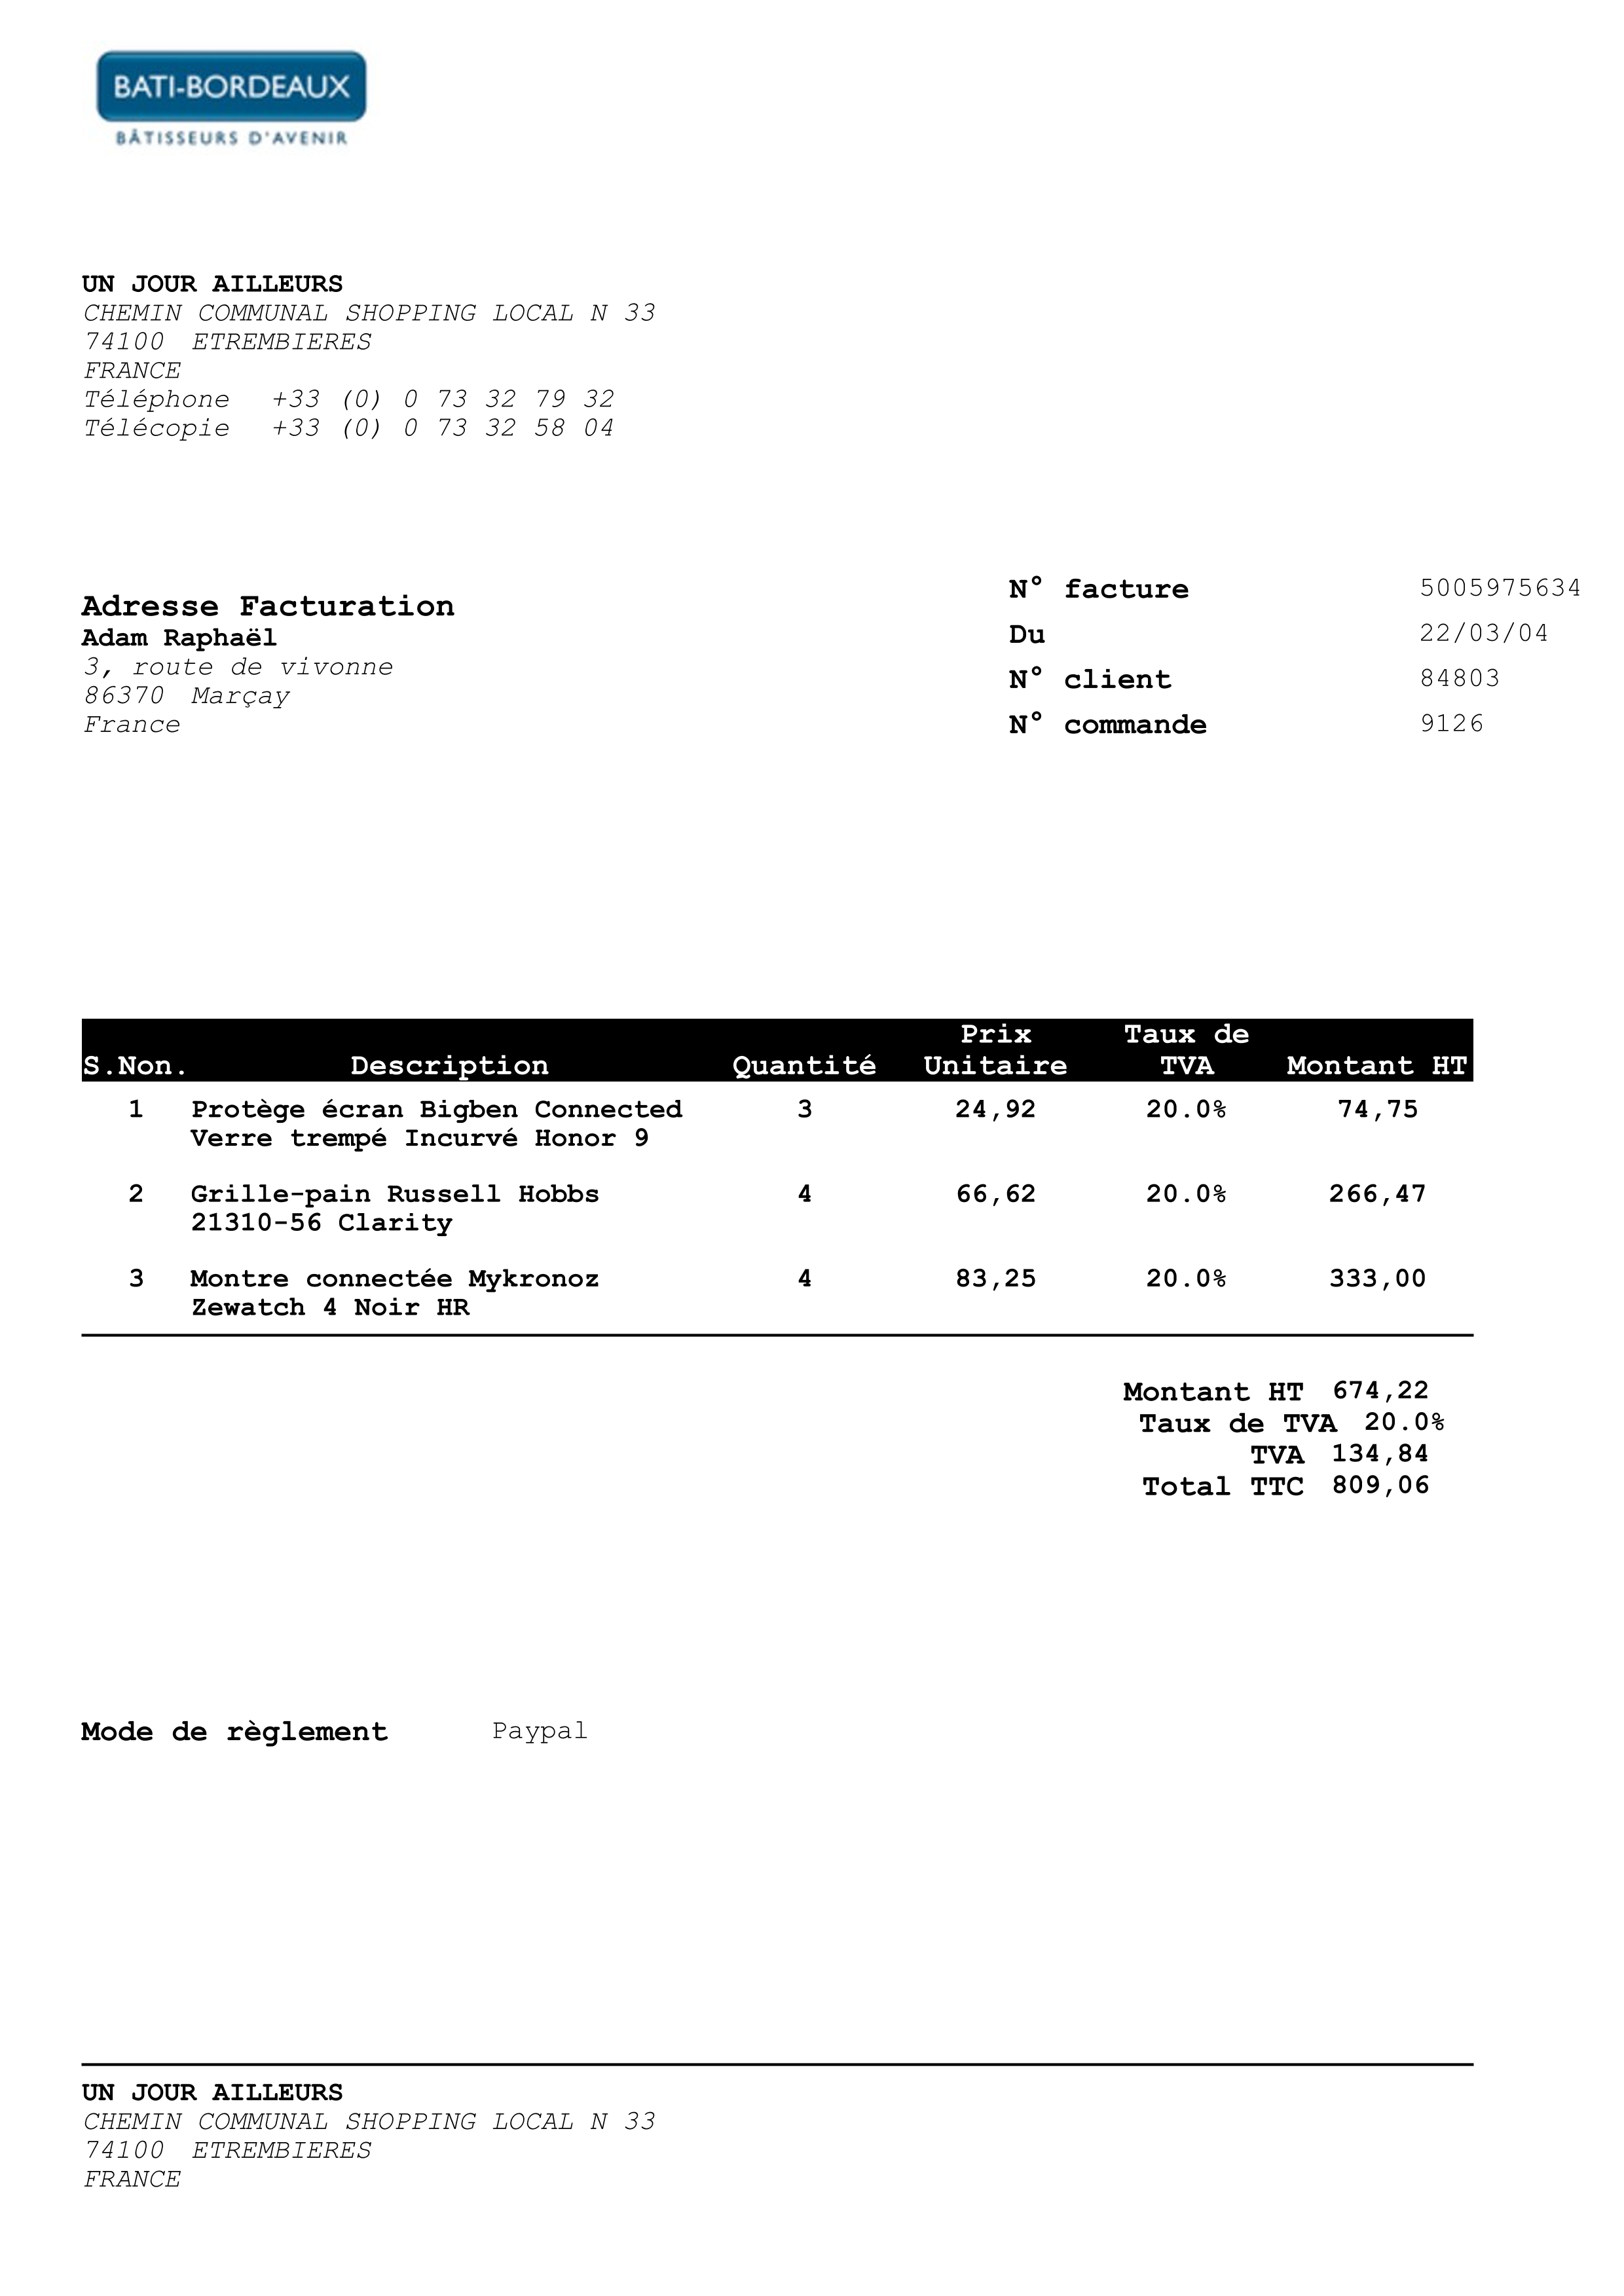 BATI-BORDEAUX
BÂTISSEURS D'AVENIR
UN JOUR AILLEURS
CHEMIN COMMUNAL SHOPPING LOCAL N 33
74100 ETREMBIERES
FRANCE
Téléphone +33 (0) 0 73 32 79 32
Télécopie +33 (0) 0 73 32 58 04
Adresse Facturation
Adam Raphaël
3, route de vivonne
86370 Marçay
France
N° facture 5005975634
Du 22/03/04
N° client 84803
N° commande 9126
Prix Taux de
S.Non. Description Quantité Unitaire TVA Montant HT
1 Protège écran Bigben Connected 3 24,92 20.0% 74,75
Verre trempé Incurvé Honor 9
2 Grille-pain Russell Hobbs 4 66,62 20.0% 266,47
21310-56 Clarity
3 Montre connectée Mykronoz 4 83,25 20.0% 333,00
Zewatch 4 Noir HR
Montant HT 674,22
Taux de TVA 20.0%
TVA 134,84
Total TTC 809,06
Mode de règlement Paypal
UN JOUR AILLEURS
CHEMIN COMMUNAL SHOPPING LOCAL N 33
74100 ETREMBIERES
FRANCE